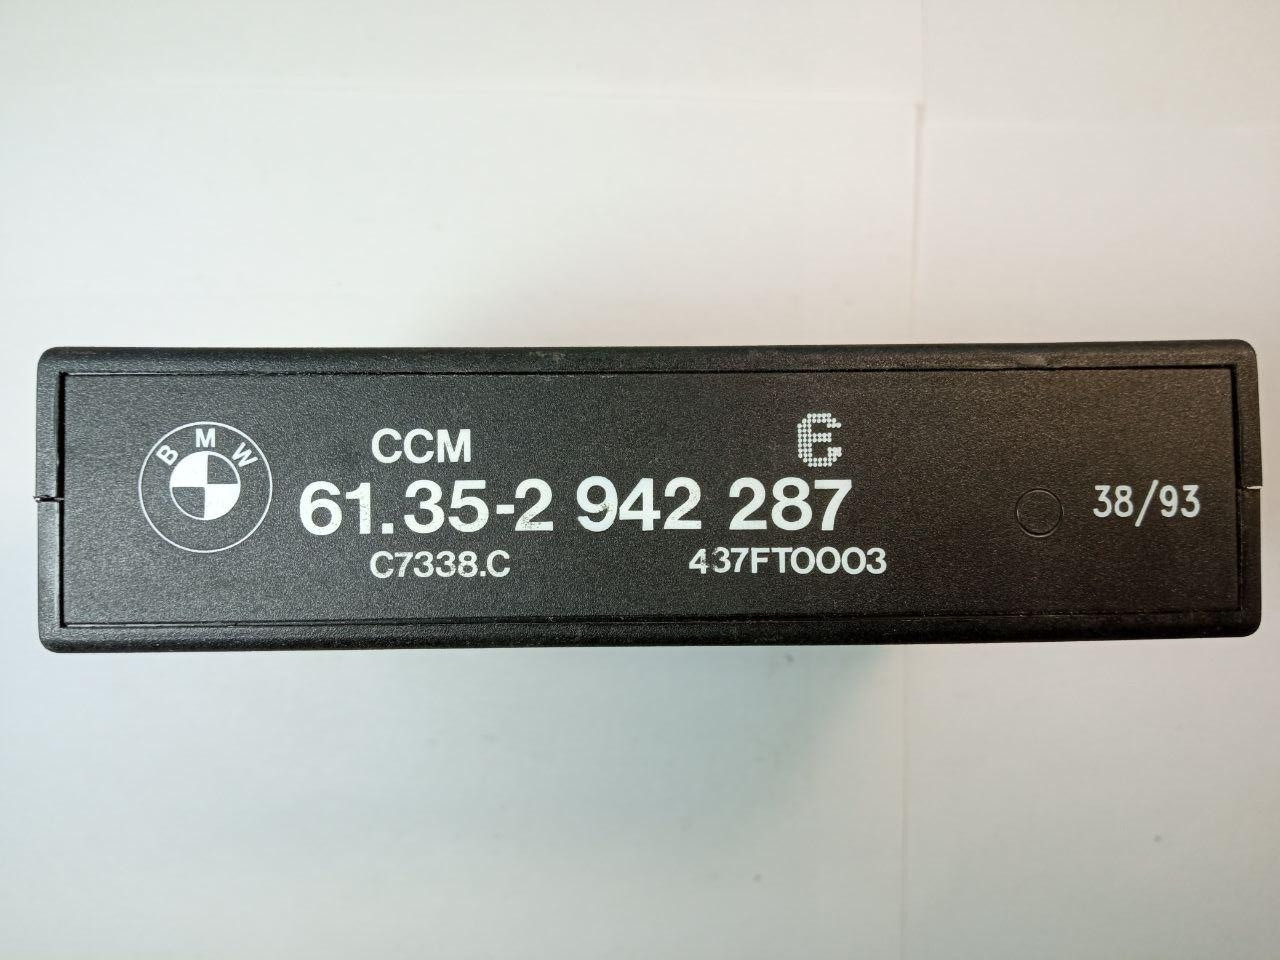 BMW
CCM
61.35-2 942 287
C7338.C 437FT0003
38/93